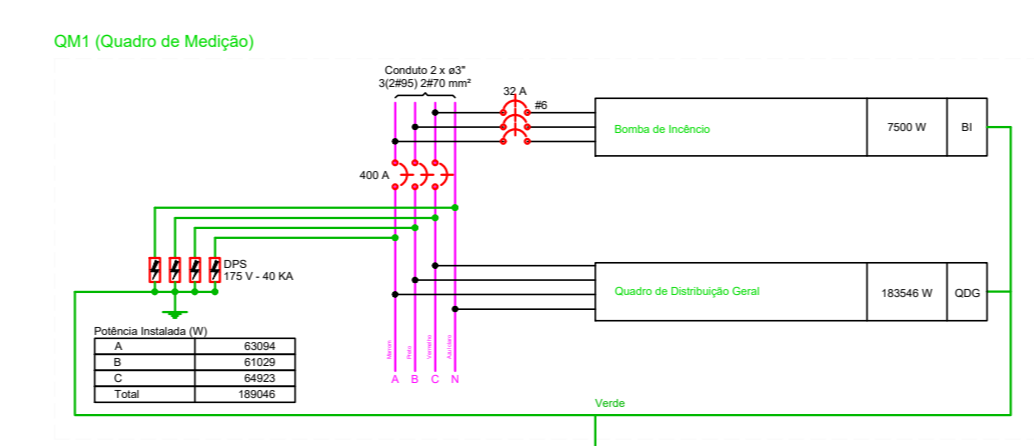 QM1 (Quadro de Medição)
Conduto 2 x ø3"
3(2#95) 2#70 mm²
32 A
#6
Bomba de Incêncio
7500 W
BI
400 A
DPS
175 V - 40 KA
Quadro de Distribuição Geral
183546 W
QDG
Potência Instalada (W)
A 63094
B 61029
C 64923
Total 189046
Marrom
Preto
Vermelho
A B C N
Verde